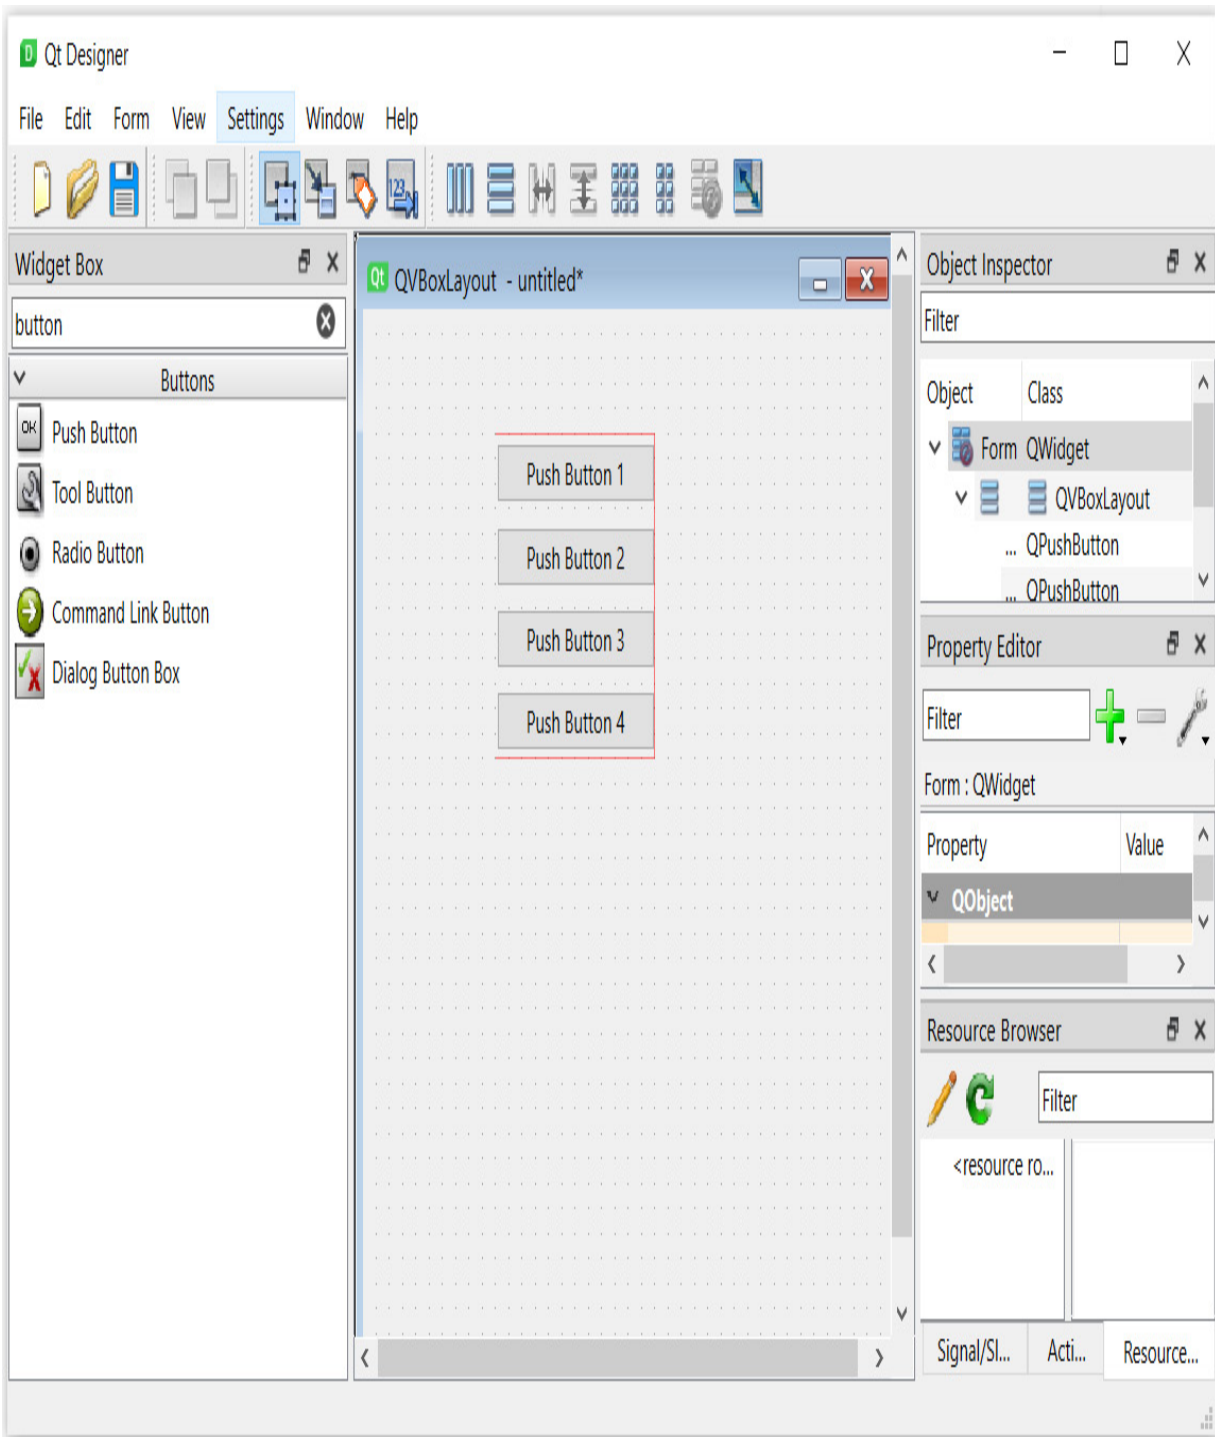 Qt Designer
File Edit Form View Settings Window Help
Widget Box
button
Buttons
Push Button
Tool Button
Radio Button
Command Link Button
Dialog Button Box
QVBoxLayout - untitled*
Push Button 1
Push Button 2
Push Button 3
Push Button 4
Object Inspector
Filter
Object Class
Form QWidget
QVBoxLayout
... QPushButton
... QPushButton
Property Editor
Filter
Form : QWidget
Property Value
QObject
Resource Browser
Filter
<resource ro...
Signal/Sl... Acti... Resource...